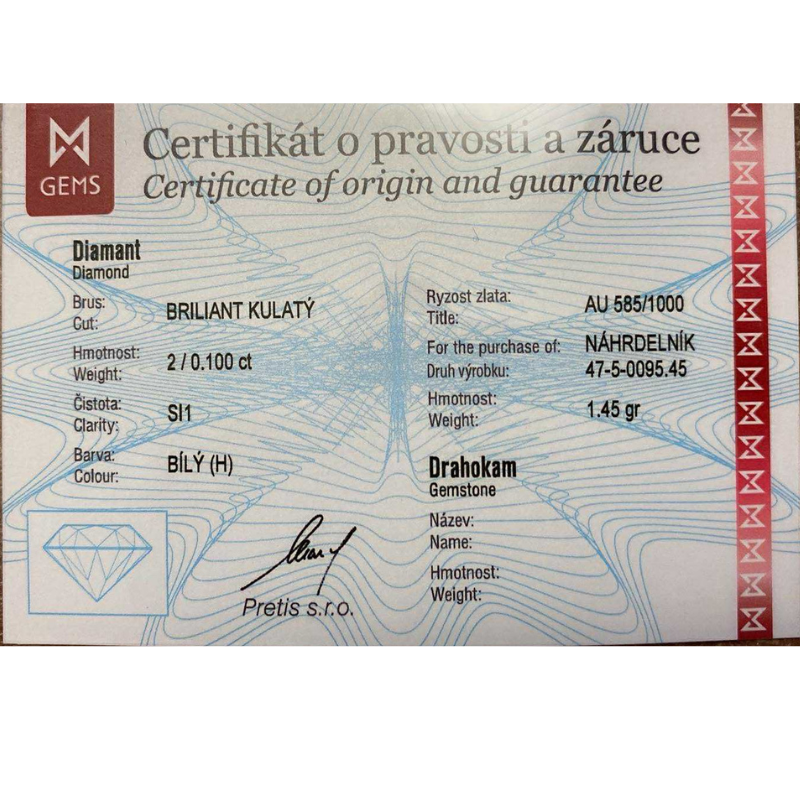 GEMS
Certifikát o pravosti a záruce
Certificate of origin and guarantee
Diamant
Diamond
Brus:
Cut:
BRILIANT KULATÝ
Hmotnost:
Weight:
2 / 0.100 ct
Čistota:
Clarity:
SI1
Barva:
Colour:
BÍLÝ (H)
Pretis s.r.o.
Ryzost zlata:
Title:
AU 585/1000
For the purchase of:
Druh výrobku:
NÁHRDELNÍK
47-5-0095.45
Hmotnost:
Weight:
1.45 gr
Drahokam
Gemstone
Název:
Name:
Hmotnost:
Weight: